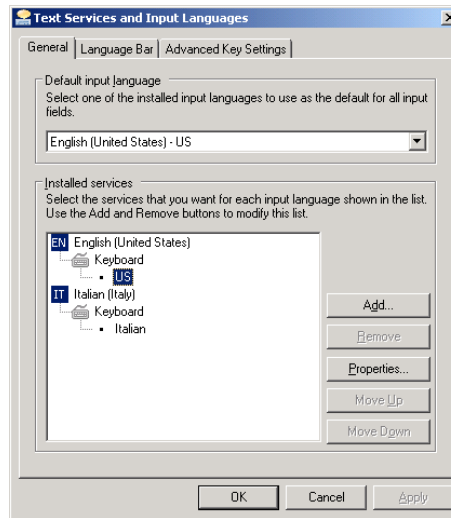 Text Services and Input Languages
General Language Bar Advanced Key Settings
Default input language
Select one of the installed input languages to use as the default for all input
fields.
English (United States) - US
Installed services
Select the services that you want for each input language shown in the list.
Use the Add and Remove buttons to modify this list.
EN English (United States)
Keyboard
US
IT Italian (Italy)
Keyboard
Italian
Add...
Remove
Properties...
Move Up
Move Down
OK Cancel Apply